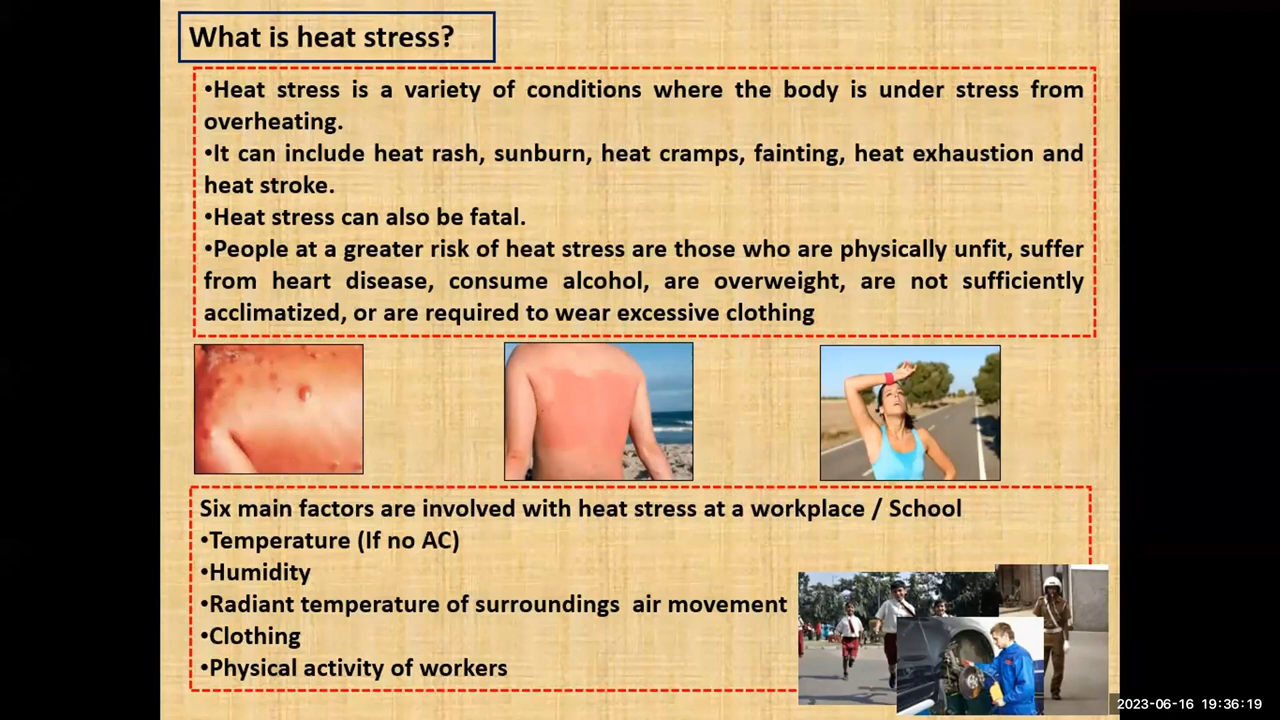 What is heat stress?
•Heat stress is a variety of conditions where the body is under stress from
overheating.
•It can include heat rash, sunburn, heat cramps, fainting, heat exhaustion and
heat stroke.
•Heat stress can also be fatal.
•People at a greater risk of heat stress are those who are physically unfit, suffer
from heart disease, consume alcohol, are overweight, are not sufficiently
acclimatized, or are required to wear excessive clothing
Six main factors are involved with heat stress at a workplace / School
•Temperature (If no AC)
•Humidity
•Radiant temperature of surroundings  air movement
•Clothing
•Physical activity of workers
2023-06-16 19:36:19